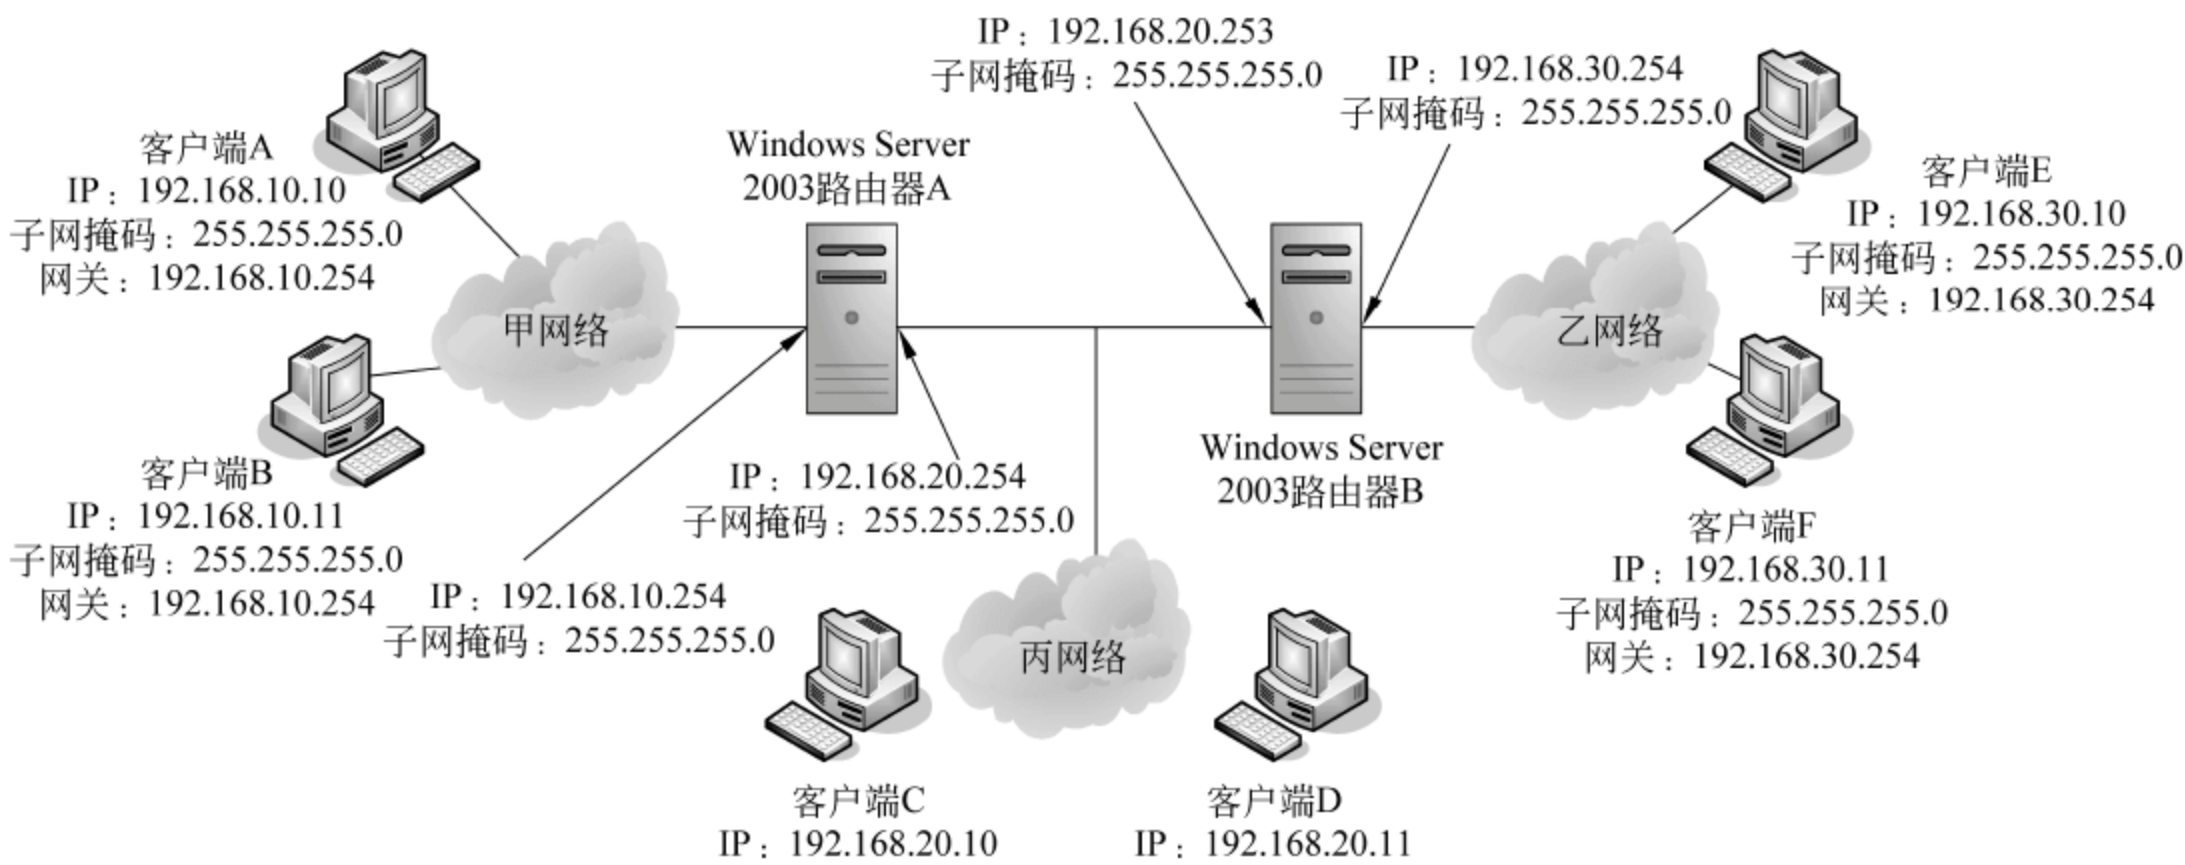 IP：192.168.20.253
子网掩码：255.255.255.0
IP：192.168.30.254
子网掩码：255.255.255.0
客户端A
IP：192.168.10.10
子网掩码：255.255.255.0
网关：192.168.10.254
Windows Server
2003路由器A
客户端E
IP：192.168.30.10
子网掩码：255.255.255.0
网关：192.168.30.254
甲网络
乙网络
客户端B
IP：192.168.10.11
子网掩码：255.255.255.0
网关：192.168.10.254
IP：192.168.20.254
子网掩码：255.255.255.0
Windows Server
2003路由器B
IP：192.168.10.254
子网掩码：255.255.255.0
客户端F
IP：192.168.30.11
子网掩码：255.255.255.0
网关：192.168.30.254
丙网络
客户端C
IP：192.168.20.10
客户端D
IP：192.168.20.11